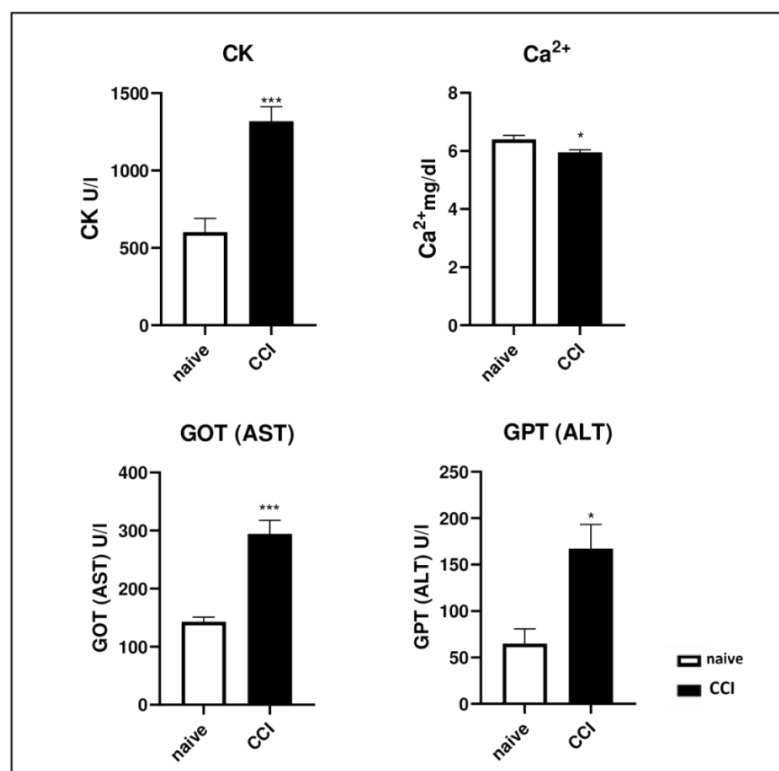 CK
CK U/I
1500
1000
500
0
***
naive
CCI
Ca²⁺
Ca²⁺mg/dl
8
6
4
2
0
*
naive
CCI
GOT (AST)
GOT (AST) U/I
400
300
200
100
0
***
naive
CCI
GPT (ALT)
GPT (ALT) U/I
250
200
150
100
50
0
*
naive
CCI
naive
CCI